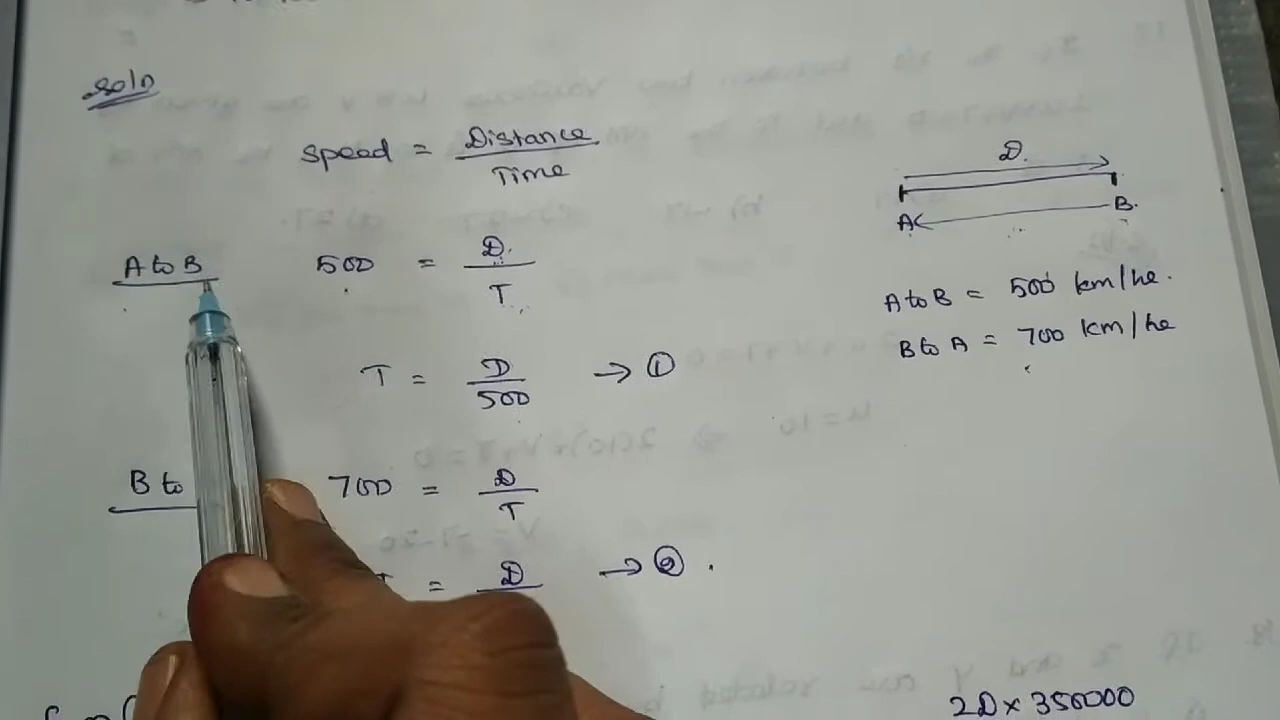 Soln
Speed = Distance / Time
D.
A B.
A to B 500 = D. / T
A to B = 500 km/hr.
B to A = 700 km/hr
T = D / 500 → ①
B to 700 = D / T
= D → ②.
2D × 350000